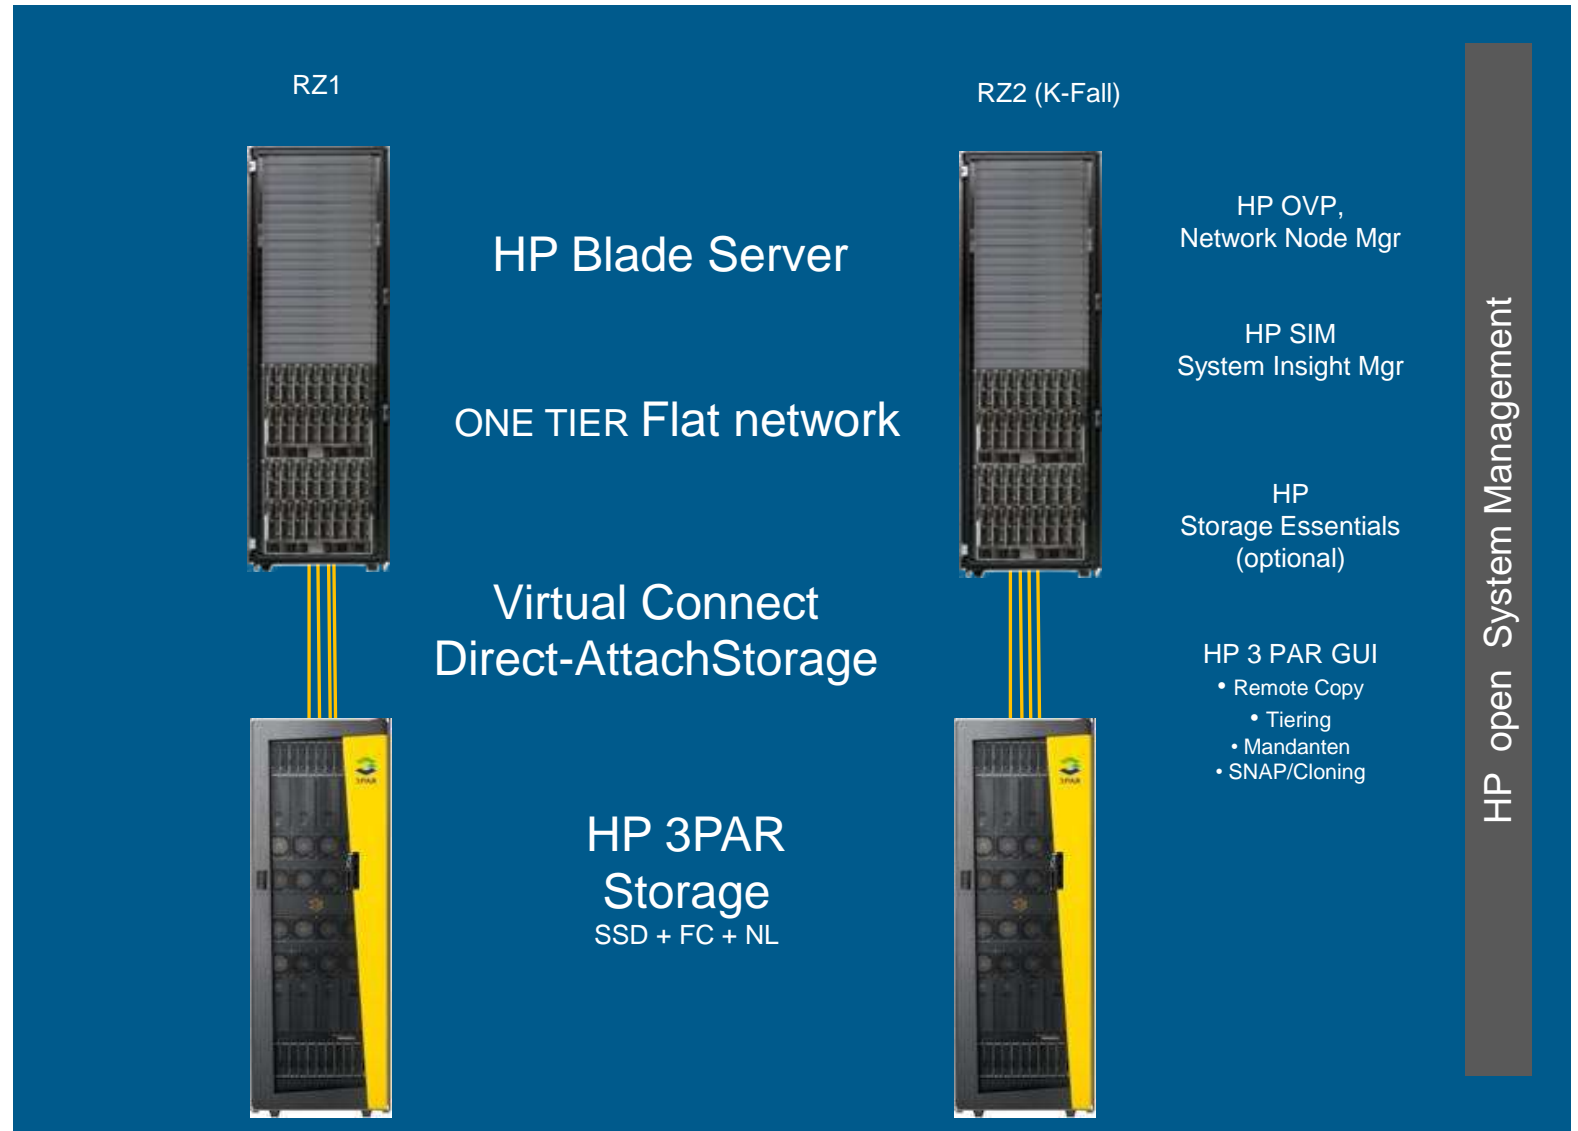 RZ1
RZ2 (K-Fall)
HP Blade Server
ONE TIER Flat network
Virtual Connect
Direct-AttachStorage
HP 3PAR
Storage
SSD + FC + NL
HP OVP,
Network Node Mgr
HP SIM
System Insight Mgr
HP
Storage Essentials
(optional)
HP 3 PAR GUI
• Remote Copy
• Tiering
• Mandanten
• SNAP/Cloning
HP open System Management
3PAR
3PAR